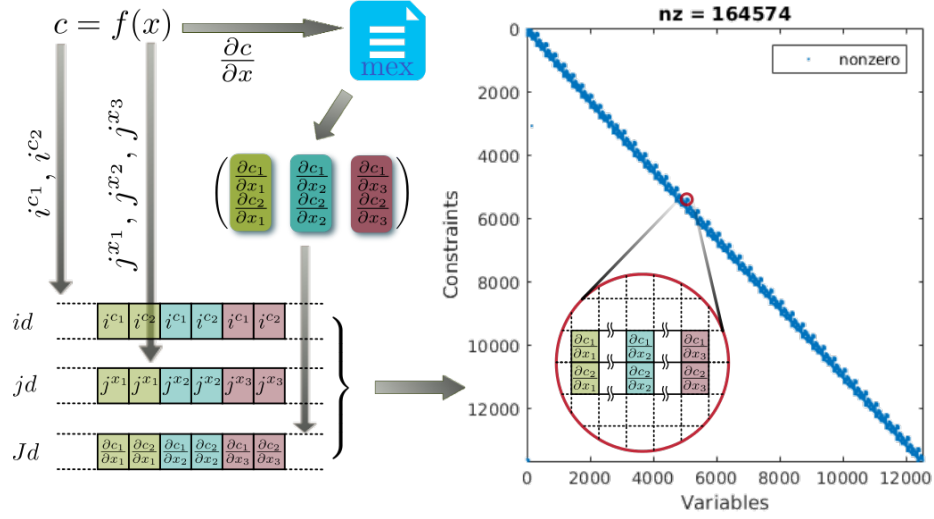 c = f(x)
∂c/∂x
mex
i^{c_1}, i^{c_2}
j^{x_1}, j^{x_2}, j^{x_3}
( ∂c_1/∂x_1 ∂c_1/∂x_2 ∂c_1/∂x_3
∂c_2/∂x_1 ∂c_2/∂x_2 ∂c_2/∂x_3 )
id i^{c_1} i^{c_2} i^{c_1} i^{c_2} i^{c_1} i^{c_2}
jd j^{x_1} j^{x_1} j^{x_2} j^{x_2} j^{x_3} j^{x_3}
Jd ∂c_1/∂x_1 ∂c_2/∂x_1 ∂c_1/∂x_2 ∂c_2/∂x_2 ∂c_1/∂x_3 ∂c_2/∂x_3
nz = 164574
nonzero
0
2000
4000
6000
8000
10000
12000
Constraints
∂c_1/∂x_1 ∂c_1/∂x_2 ∂c_1/∂x_3
∂c_2/∂x_1 ∂c_2/∂x_2 ∂c_2/∂x_3
0 2000 4000 6000 8000 10000 12000
Variables